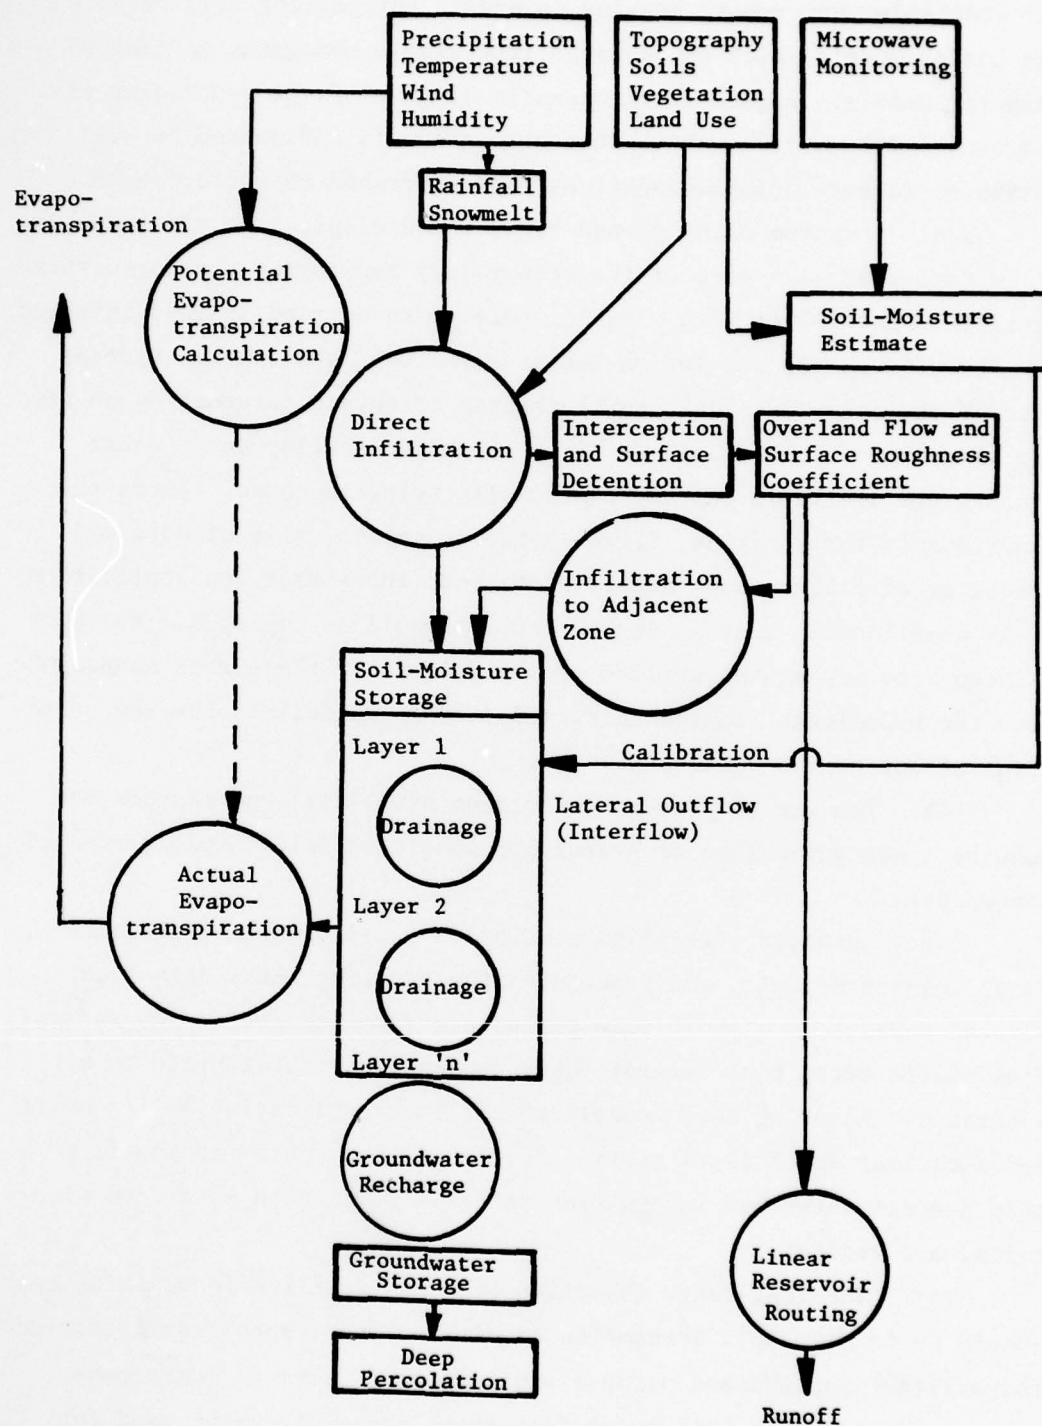 Precipitation
Temperature
Wind
Humidity
Topography
Soils
Vegetation
Land Use
Microwave
Monitoring
Rainfall
Snowmelt
Evapo-
transpiration
Potential
Evapo-
transpiration
Calculation
Soil-Moisture
Estimate
Direct
Infiltration
Interception
and Surface
Detention
Overland Flow and
Surface Roughness
Coefficient
Infiltration
to Adjacent
Zone
Soil-Moisture
Storage
Layer 1
Calibration
Drainage
Lateral Outflow
(Interflow)
Actual
Evapo-
transpiration
Layer 2
Drainage
Layer 'n'
Groundwater
Recharge
Groundwater
Storage
Linear
Reservoir
Routing
Deep
Percolation
Runoff